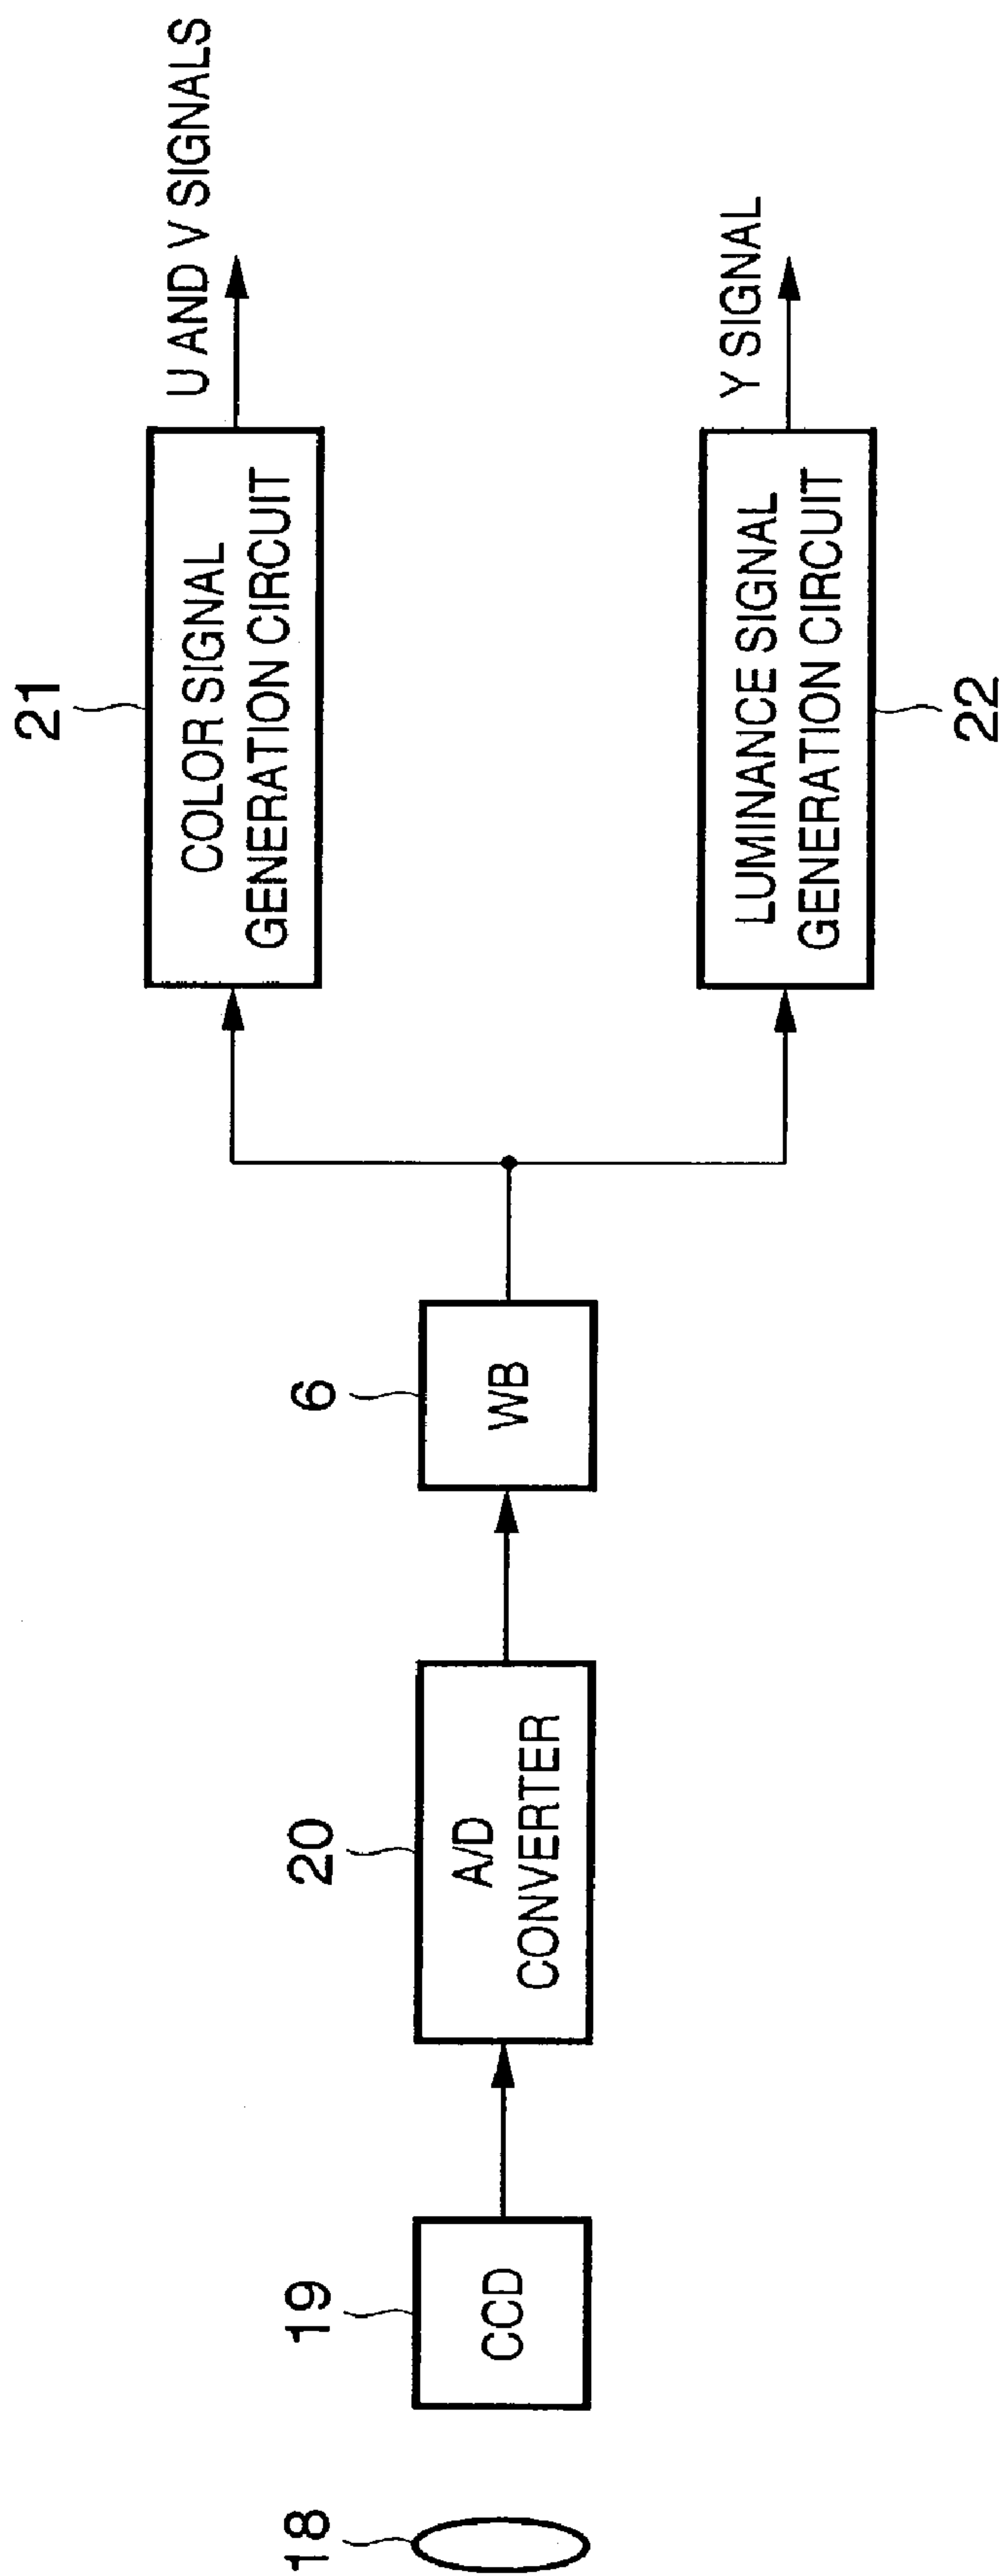 18
19
CCD
20
A/D
CONVERTER
6
WB
21
COLOR SIGNAL
GENERATION CIRCUIT
U AND V SIGNALS
22
LUMINANCE SIGNAL
GENERATION CIRCUIT
Y SIGNAL